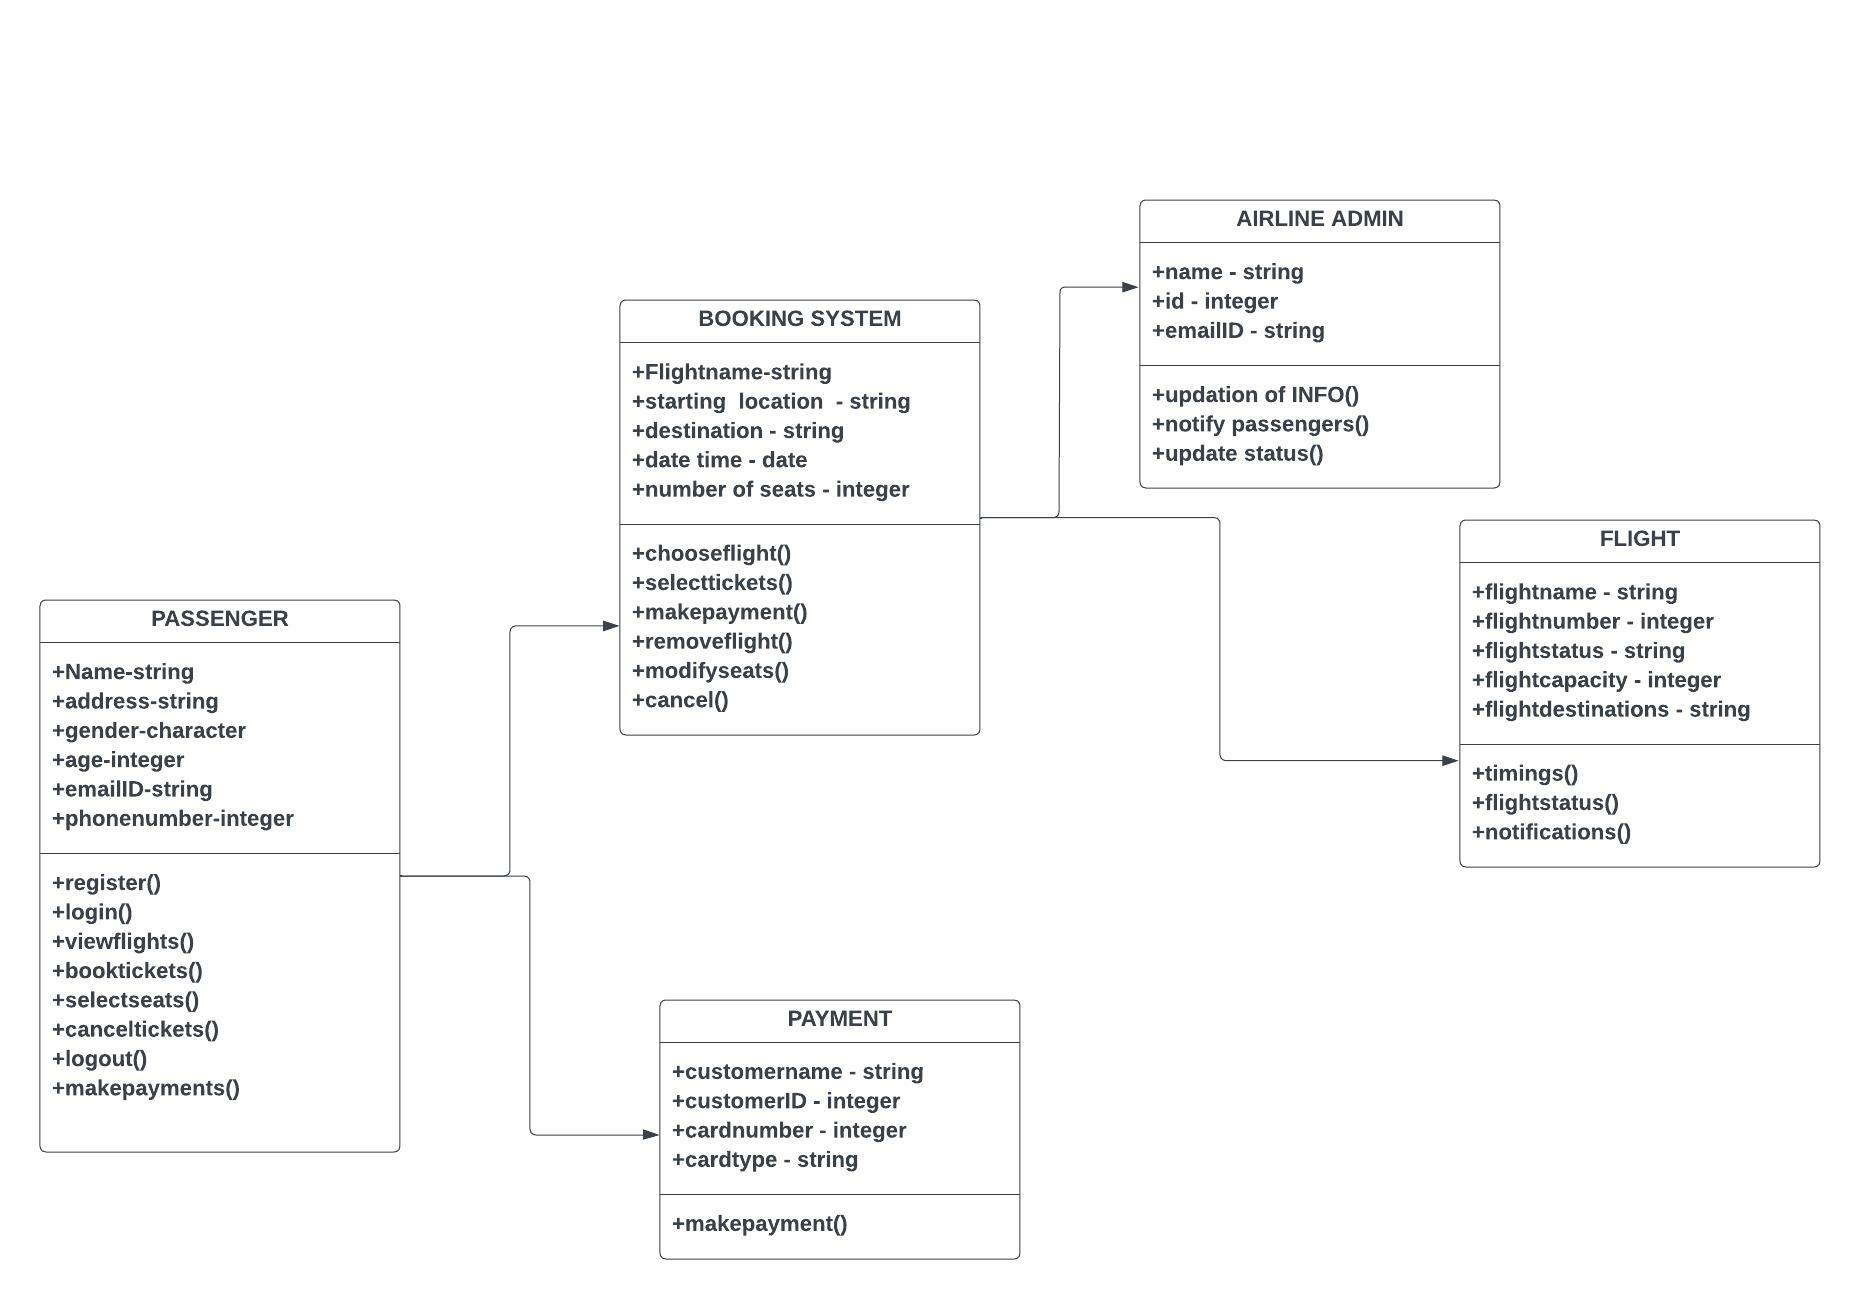 AIRLINE ADMIN
+name - string
+id - integer
+emailID - string
+updation of INFO()
+notify passengers()
+update status()
BOOKING SYSTEM
+Flightname-string
+starting  location  - string
+destination - string
+date time - date
+number of seats - integer
+chooseflight()
+selecttickets()
+makepayment()
+removeflight()
+modifyseats()
+cancel()
FLIGHT
+flightname - string
+flightnumber - integer
+flightstatus - string
+flightcapacity - integer
+flightdestinations - string
+timings()
+flightstatus()
+notifications()
PASSENGER
+Name-string
+address-string
+gender-character
+age-integer
+emailID-string
+phonenumber-integer
+register()
+login()
+viewflights()
+booktickets()
+selectseats()
+canceltickets()
+logout()
+makepayments()
PAYMENT
+customername - string
+customerID - integer
+cardnumber - integer
+cardtype - string
+makepayment()